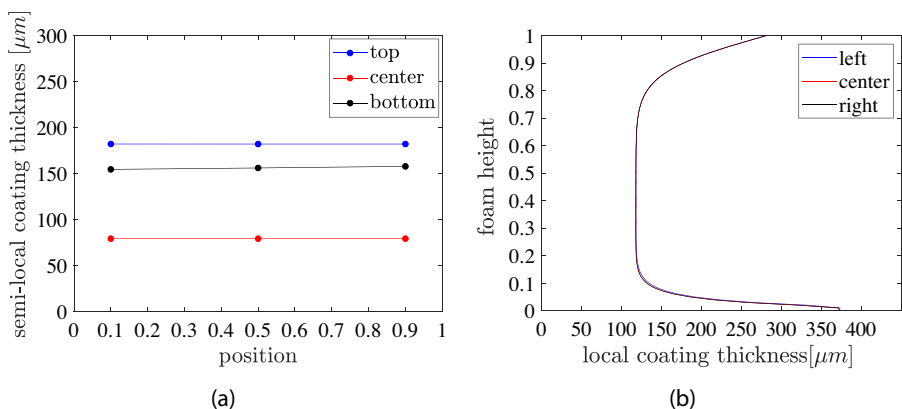 semi-local coating thickness [μm]
300
250
200
150
100
50
0
top
center
bottom
0 0.1 0.2 0.3 0.4 0.5 0.6 0.7 0.8 0.9 1
position
(a)
foam height
1
0.9
0.8
0.7
0.6
0.5
0.4
0.3
0.2
0.1
0
left
center
right
0 50 100 150 200 250 300 350 400
local coating thickness[μm]
(b)